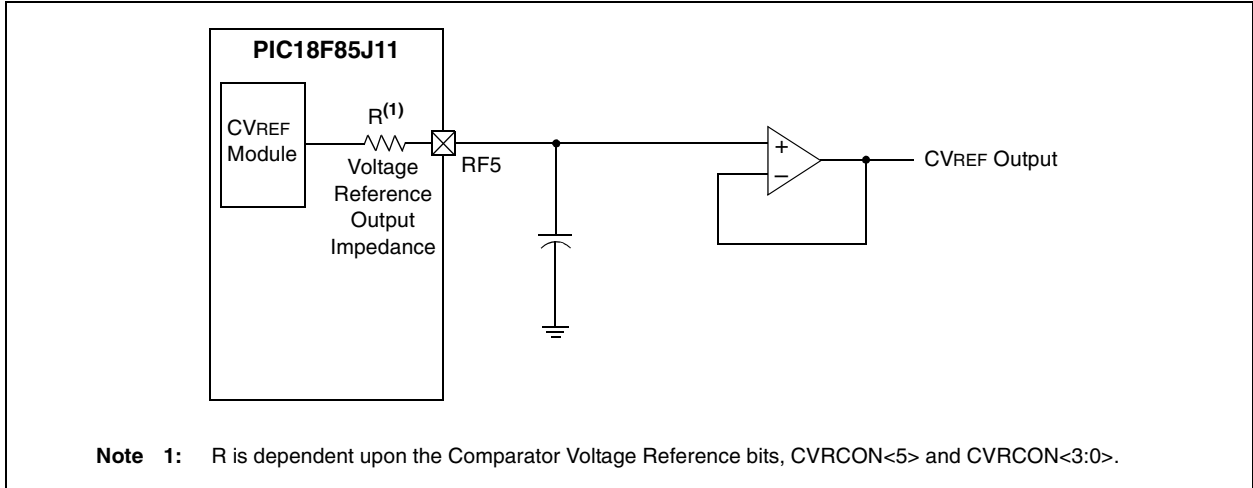 PIC18F85J11
CVREF
Module
R(1)
Voltage
Reference
Output
Impedance
RF5
+
–
CVREF Output
Note 1: R is dependent upon the Comparator Voltage Reference bits, CVRCON<5> and CVRCON<3:0>.